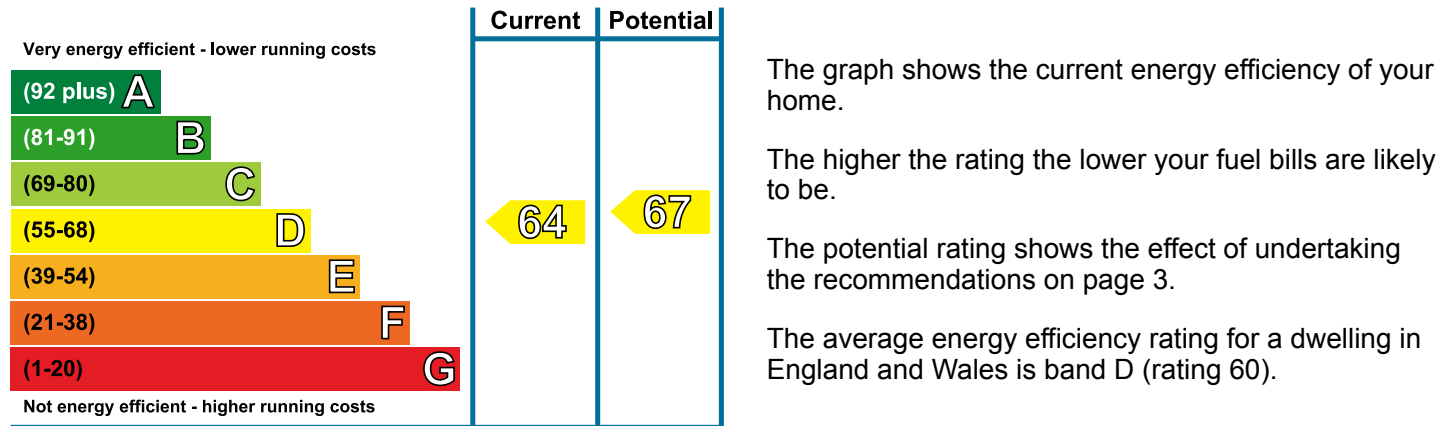 Current Potential
Very energy efficient - lower running costs
(92 plus) A
(81-91) B
(69-80) C
(55-68) D
(39-54) E
(21-38) F
(1-20) G
Not energy efficient - higher running costs
64 67
The graph shows the current energy efficiency of your
home.
The higher the rating the lower your fuel bills are likely
to be.
The potential rating shows the effect of undertaking
the recommendations on page 3.
The average energy efficiency rating for a dwelling in
England and Wales is band D (rating 60).